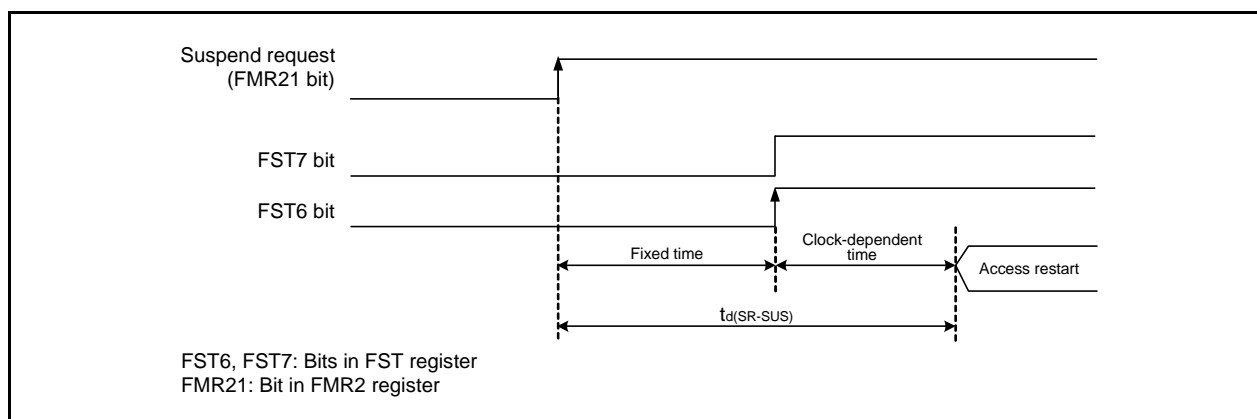 Suspend request
(FMR21 bit)
FST7 bit
FST6 bit
Fixed time
Clock-dependent
time
Access restart
td(SR-SUS)
FST6, FST7: Bits in FST register
FMR21: Bit in FMR2 register